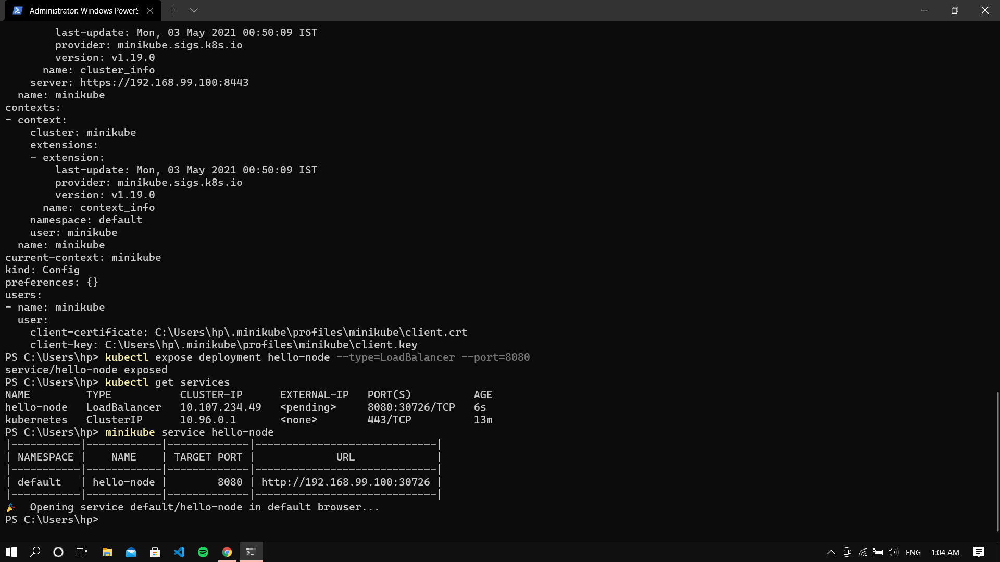 Administrator: Windows PowerS
        last-update: Mon, 03 May 2021 00:50:09 IST
        provider: minikube.sigs.k8s.io
        version: v1.19.0
      name: cluster_info
    server: https://192.168.99.100:8443
  name: minikube
contexts:
- context:
    cluster: minikube
    extensions:
    - extension:
        last-update: Mon, 03 May 2021 00:50:09 IST
        provider: minikube.sigs.k8s.io
        version: v1.19.0
      name: context_info
    namespace: default
    user: minikube
  name: minikube
current-context: minikube
kind: Config
preferences: {}
users:
- name: minikube
  user:
    client-certificate: C:\Users\hp\.minikube\profiles\minikube\client.crt
    client-key: C:\Users\hp\.minikube\profiles\minikube\client.key
PS C:\Users\hp> kubectl expose deployment hello-node --type=LoadBalancer --port=8080
service/hello-node exposed
PS C:\Users\hp> kubectl get services
NAME         TYPE           CLUSTER-IP      EXTERNAL-IP   PORT(S)          AGE
hello-node   LoadBalancer   10.107.234.49   <pending>     8080:30726/TCP   6s
kubernetes   ClusterIP      10.96.0.1       <none>        443/TCP          13m
PS C:\Users\hp> minikube service hello-node
|-----------|------------|-------------|-----------------------------|
| NAMESPACE |    NAME    | TARGET PORT |             URL             |
|-----------|------------|-------------|-----------------------------|
| default   | hello-node |        8080 | http://192.168.99.100:30726 |
|-----------|------------|-------------|-----------------------------|
🎉  Opening service default/hello-node in default browser...
PS C:\Users\hp>
ENG 1:04 AM